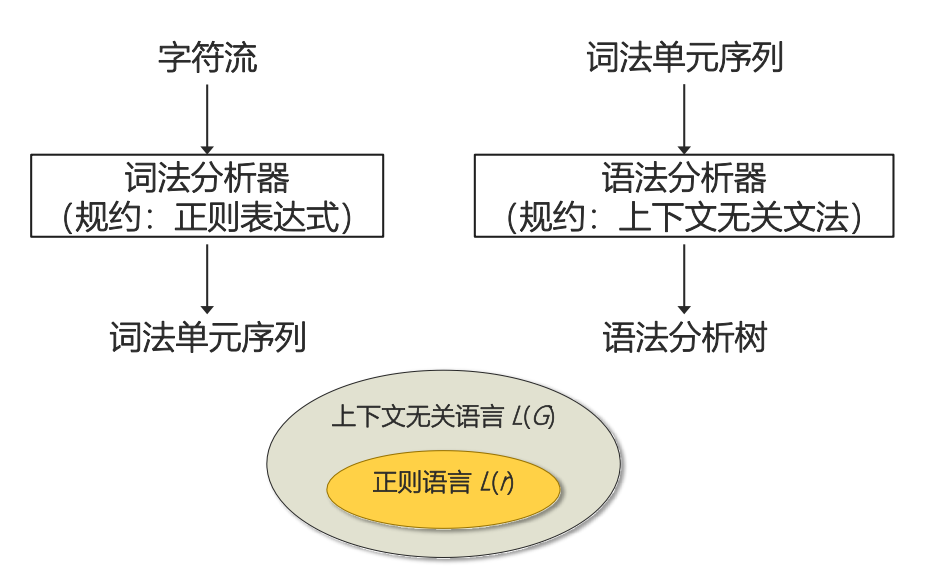 字符流
词法分析器
（规约：正则表达式）
词法单元序列
词法单元序列
语法分析器
（规约：上下文无关文法）
语法分析树
上下文无关语言 L(G)
正则语言 L(r)